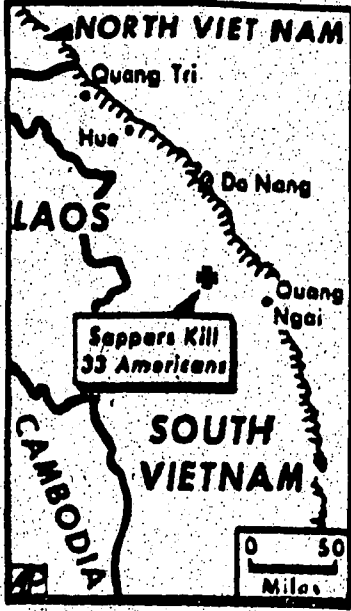 NORTH VIET NAM
Quang Tri
Hue
Da Nang
LAOS
Quang
Ngai
Sappers Kill
33 Americans
SOUTH
VIETNAM
CAMBODIA
0 50
Miles
AP